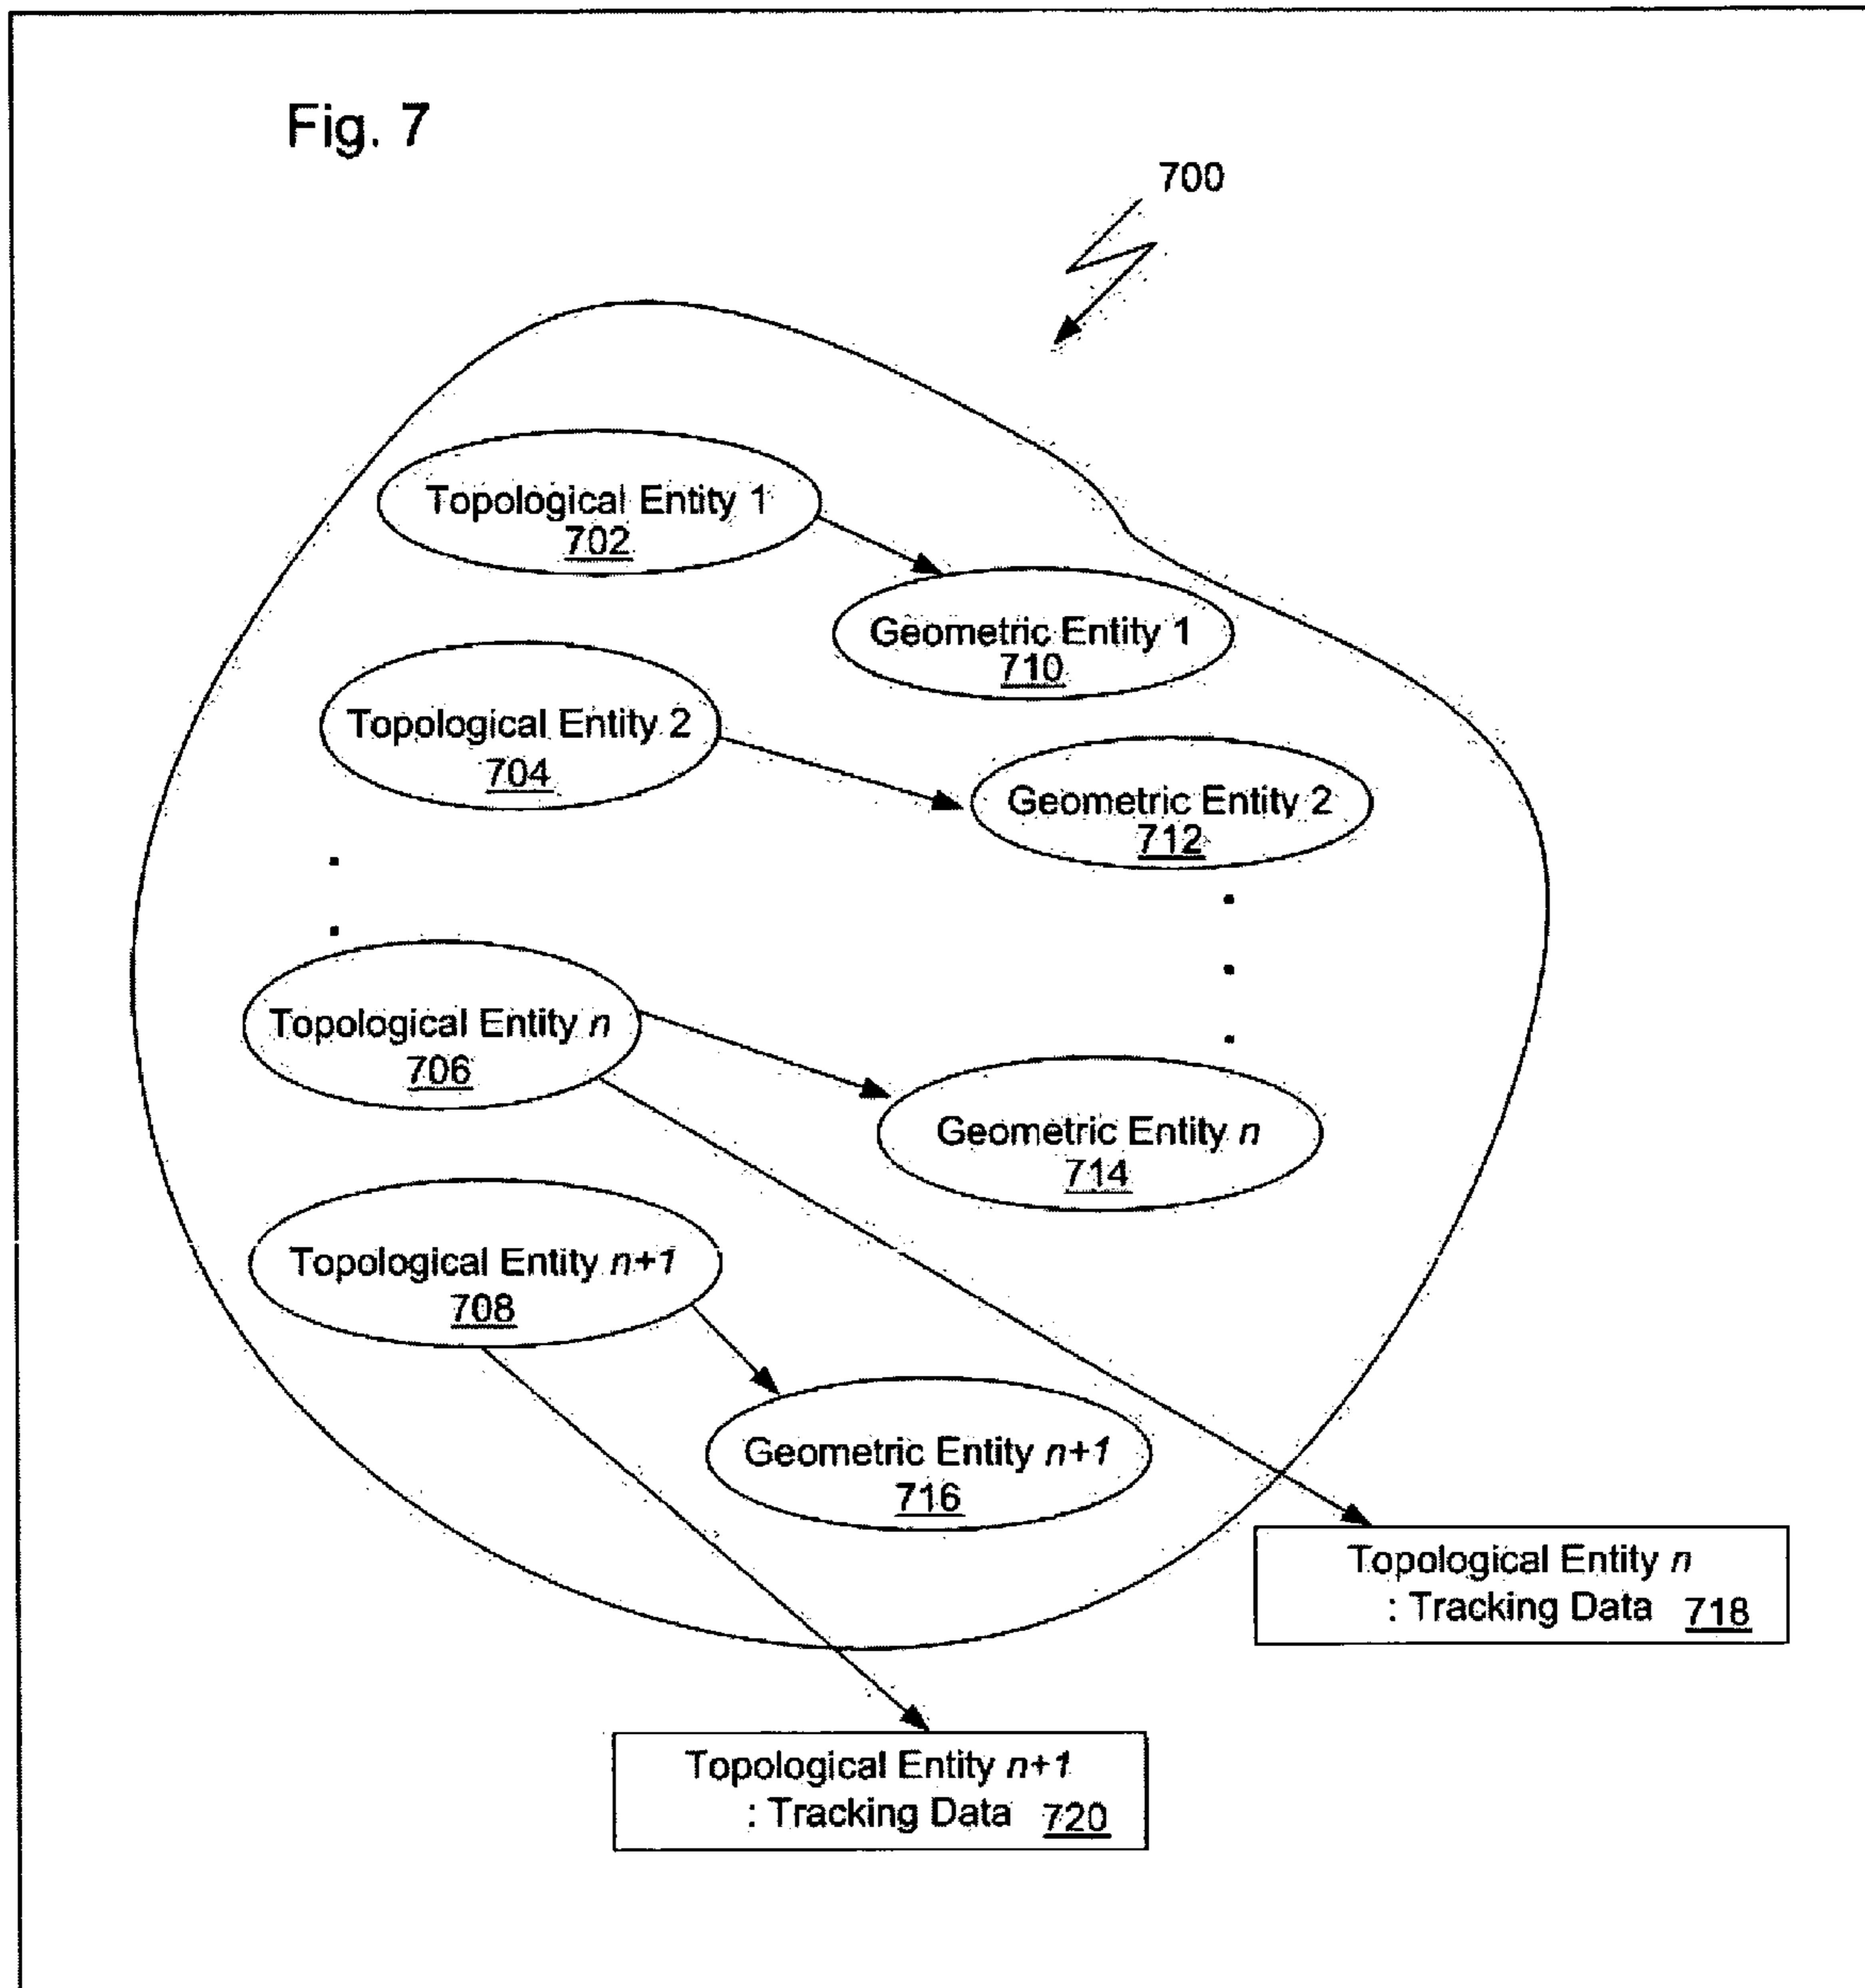 Fig. 7
700
Topological Entity 1
702
Geometric Entity 1
710
Topological Entity 2
704
Geometric Entity 2
712
Topological Entity n
706
Geometric Entity n
714
Topological Entity n+1
708
Geometric Entity n+1
716
Topological Entity n
: Tracking Data 718
Topological Entity n+1
: Tracking Data 720